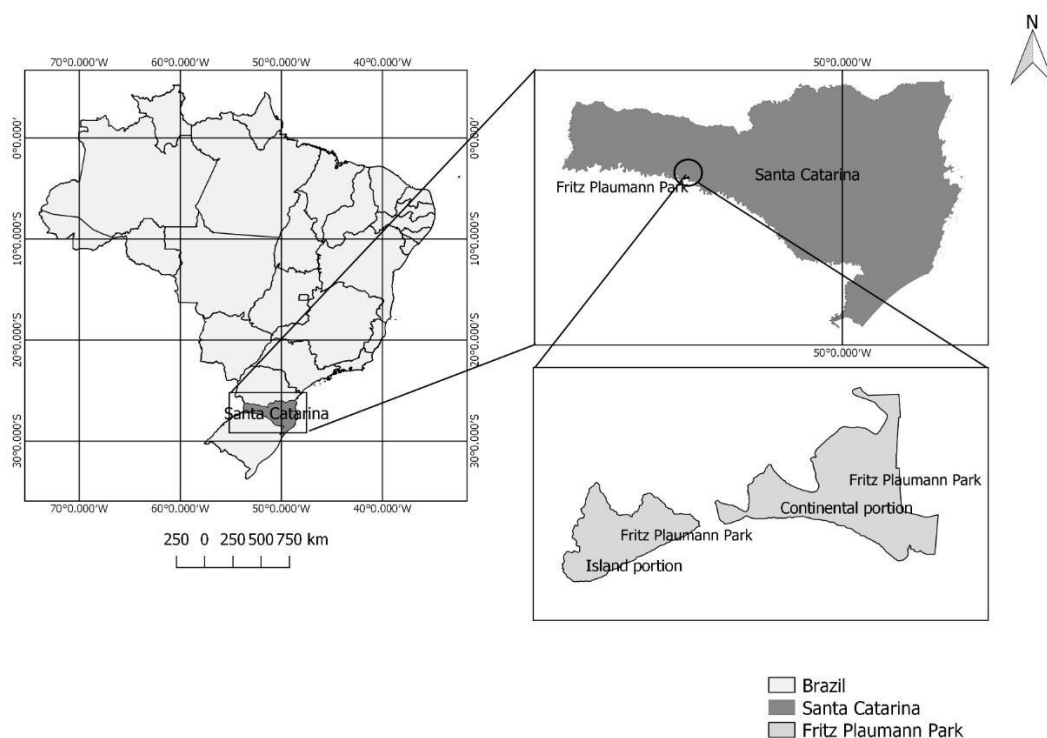 N
70°0.000'W 60°0.000'W 50°0.000'W 40°0.000'W
50°0.000'W
0°0.000'
0°0.000'
10°0.000'S
10°0.000'S
20°0.000'S
20°0.000'S
30°0.000'S
30°0.000'S
Santa Catarina
70°0.000'W 60°0.000'W 50°0.000'W 40°0.000'W
250 0 250 500 750 km
Santa Catarina
Fritz Plaumann Park
50°0.000'W
Fritz Plaumann Park
Continental portion
Fritz Plaumann Park
Island portion
Brazil
Santa Catarina
Fritz Plaumann Park